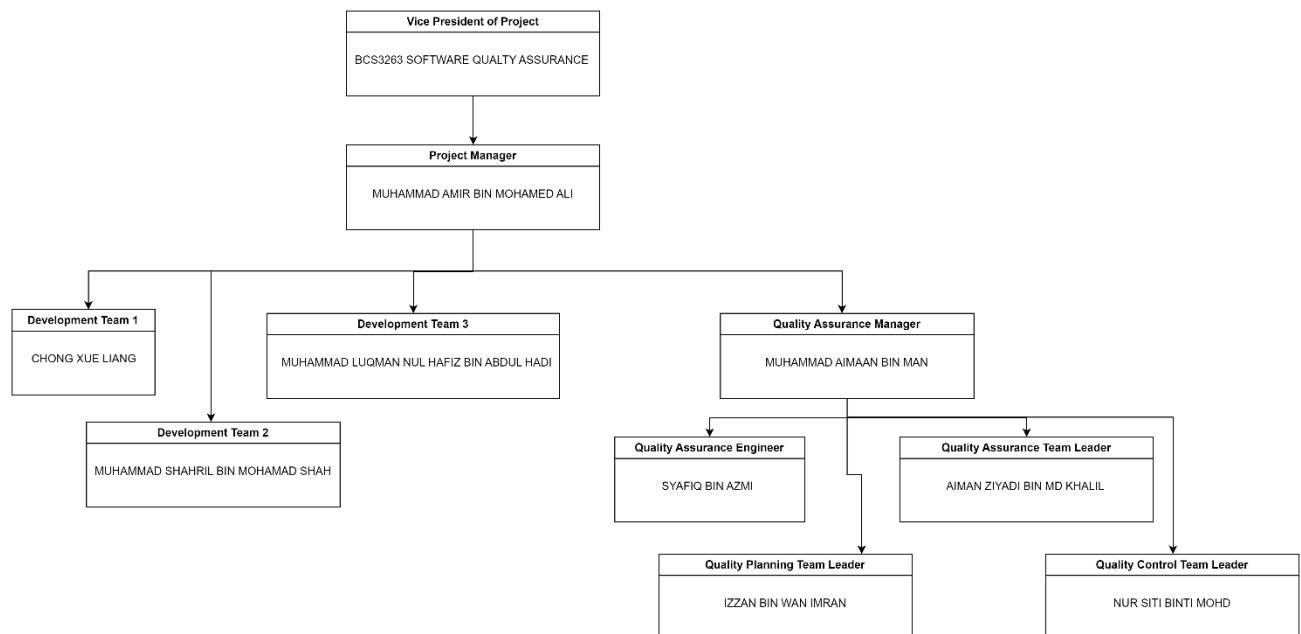 Vice President of Project
BCS3263 SOFTWARE QUALTY ASSURANCE
Project Manager
MUHAMMAD AMIR BIN MOHAMED ALI
Development Team 1
CHONG XUE LIANG
Development Team 3
MUHAMMAD LUQMAN NUL HAFIZ BIN ABDUL HADI
Quality Assurance Manager
MUHAMMAD AIMAAN BIN MAN
Development Team 2
MUHAMMAD SHAHRIL BIN MOHAMAD SHAH
Quality Assurance Engineer
SYAFIQ BIN AZMI
Quality Assurance Team Leader
AIMAN ZIYADI BIN MD KHALIL
Quality Planning Team Leader
IZZAN BIN WAN IMRAN
Quality Control Team Leader
NUR SITI BINTI MOHD